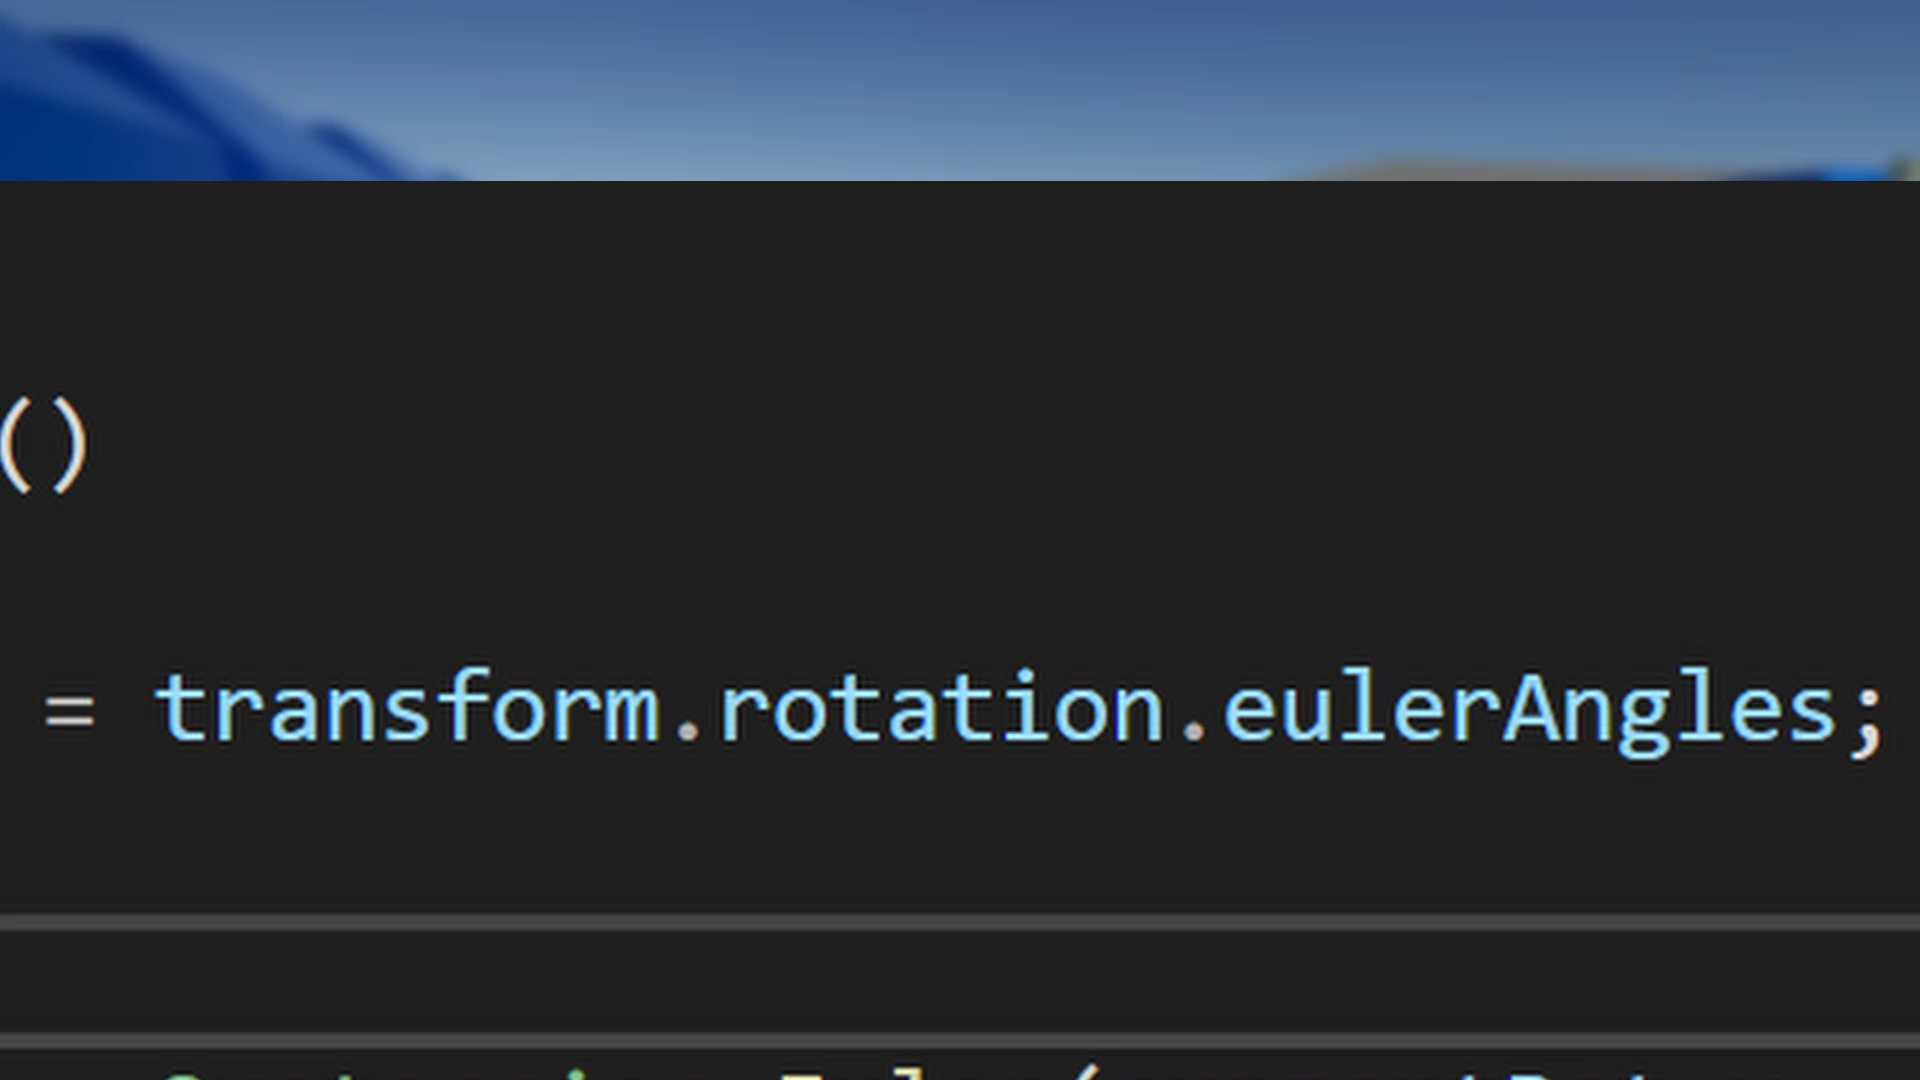 ()
= transform.rotation.eulerAngles;